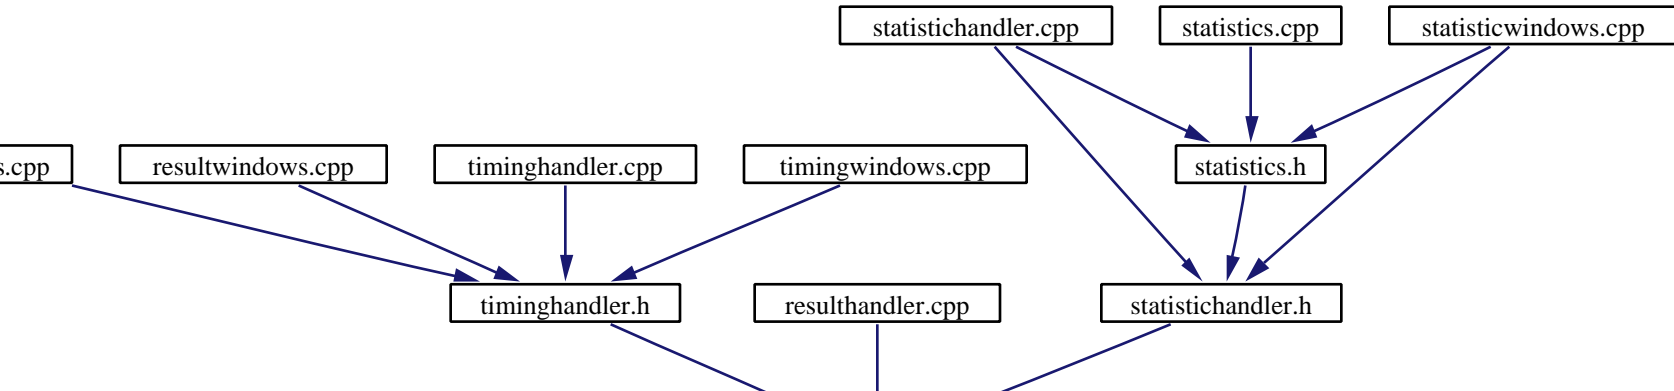 statistichandler.cpp
statistics.cpp
statisticwindows.cpp
s.cpp
resultwindows.cpp
timinghandler.cpp
timingwindows.cpp
statistics.h
timinghandler.h
resulthandler.cpp
statistichandler.h